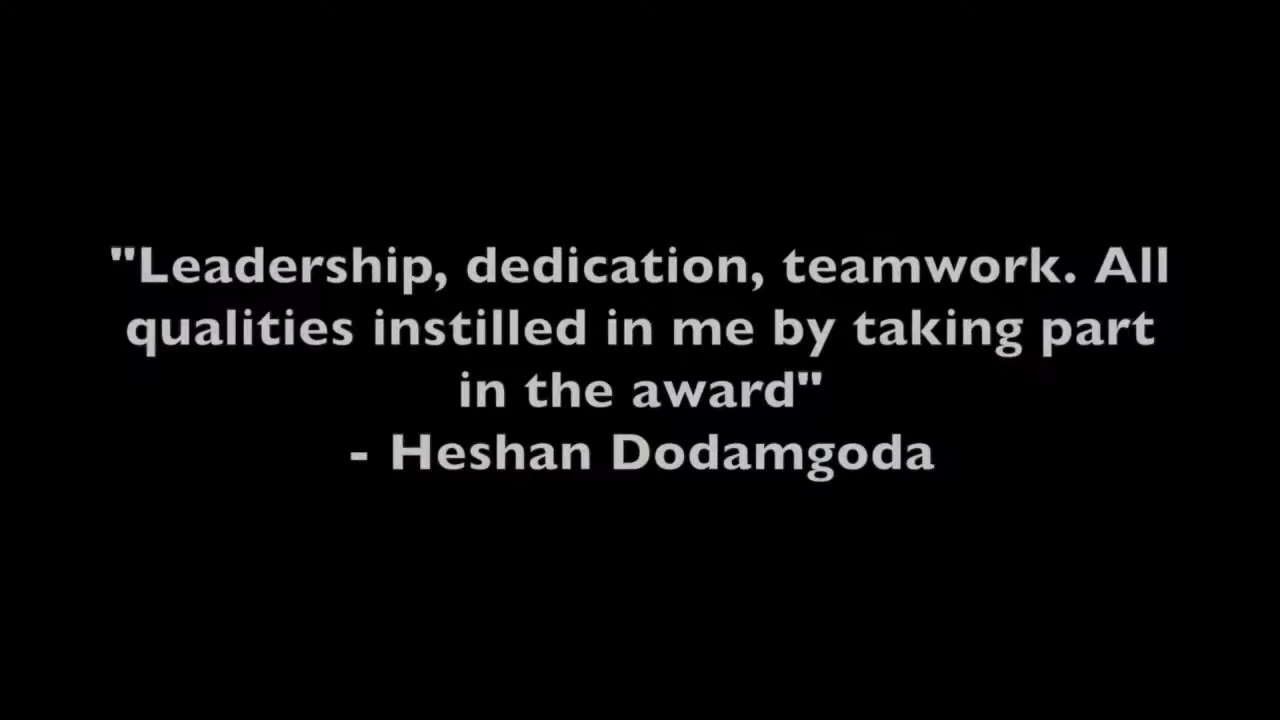 "Leadership, dedication, teamwork. All
qualities instilled in me by taking part
in the award"
- Heshan Dodamgoda